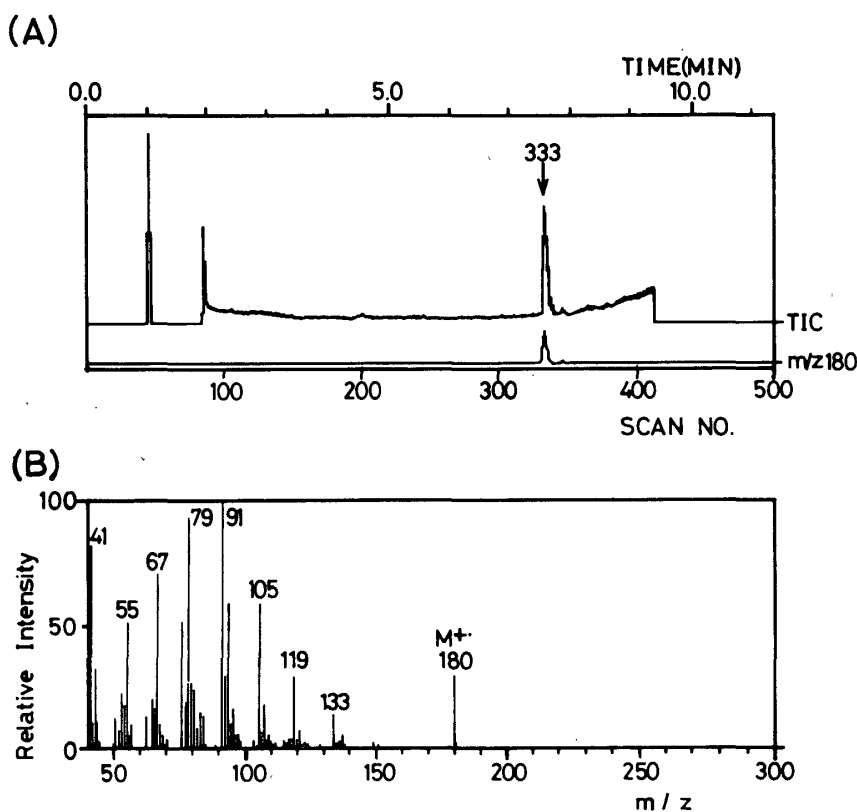 (A)
TIME(MIN)
0.0 5.0 10.0
333
TIC
m/z180
100 200 300 400 500
SCAN NO.
(B)
Relative Intensity
100
50
0
41
55
67
79
91
105
119
133
M+·
180
50 100 150 200 250 300
m / z